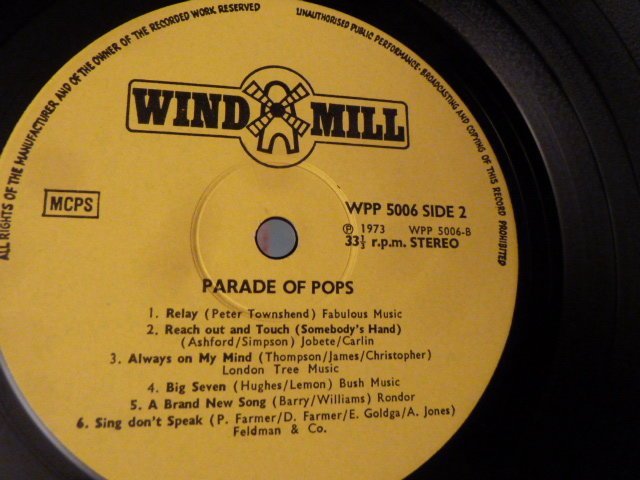 ALL RIGHTS OF THE MANUFACTURER AND OF THE OWNER OF THE RECORDED WORK RESERVED
UNAUTHORISED PUBLIC PERFORMANCE · BROADCASTING AND COPYING OF THIS RECORD PROHIBITED
WIND MILL
MCPS
WPP 5006 SIDE 2
Ⓟ 1973 WPP 5006-B
33⅓ r.p.m. STEREO
PARADE OF POPS
1. Relay (Peter Townshend) Fabulous Music
2. Reach out and Touch (Somebody's Hand)
(Ashford/Simpson) Jobete/Carlin
3. Always on My Mind (Thompson/James/Christopher)
London Tree Music
4. Big Seven (Hughes/Lemon) Bush Music
5. A Brand New Song (Barry/Williams) Rondor
6. Sing don't Speak (P. Farmer/D. Farmer/E. Goldga/A. Jones)
Feldman & Co.